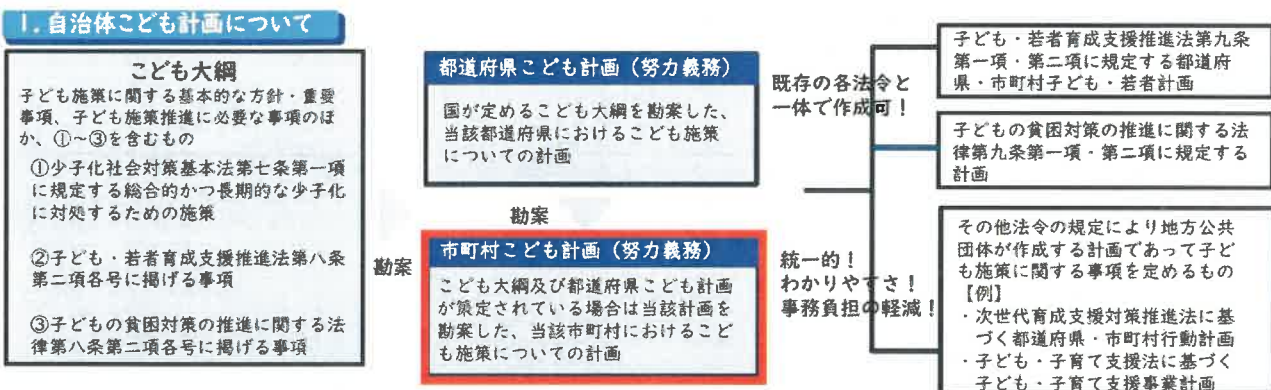 1. 自治体こども計画について
こども大綱
子ども施策に関する基本的な方針・重要
事項、子ども施策推進に必要な事項のほ
か、①~③を含むもの
①少子化社会対策基本法第七条第一項
に規定する総合的かつ長期的な少子化
に対処するための施策
②子ども・若者育成支援推進法第八条
第二項各号に掲げる事項
③子どもの貧困対策の推進に関する法
律第八条第二項各号に掲げる事項
勘案
都道府県こども計画（努力義務）
国が定めるこども大綱を勘案した、
当該都道府県におけるこども施策
についての計画
勘案
市町村こども計画（努力義務）
こども大綱及び都道府県こども計画
が策定されている場合は当該計画を
勘案した、当該市町村におけるこど
も施策についての計画
既存の各法令と
一体で作成可！
統一的！
わかりやすさ！
事務負担の軽減！
子ども・若者育成支援推進法第九条
第一項・第二項に規定する都道府
県・市町村子ども・若者計画
子どもの貧困対策の推進に関する法
律第九条第一項・第二項に規定する
計画
その他法令の規定により地方公共
団体が作成する計画であって子ど
も施策に関する事項を定めるもの
【例】
・次世代育成支援対策推進法に基
づく都道府県・市町村行動計画
・子ども・子育て支援法に基づく
子ども・子育て支援事業計画